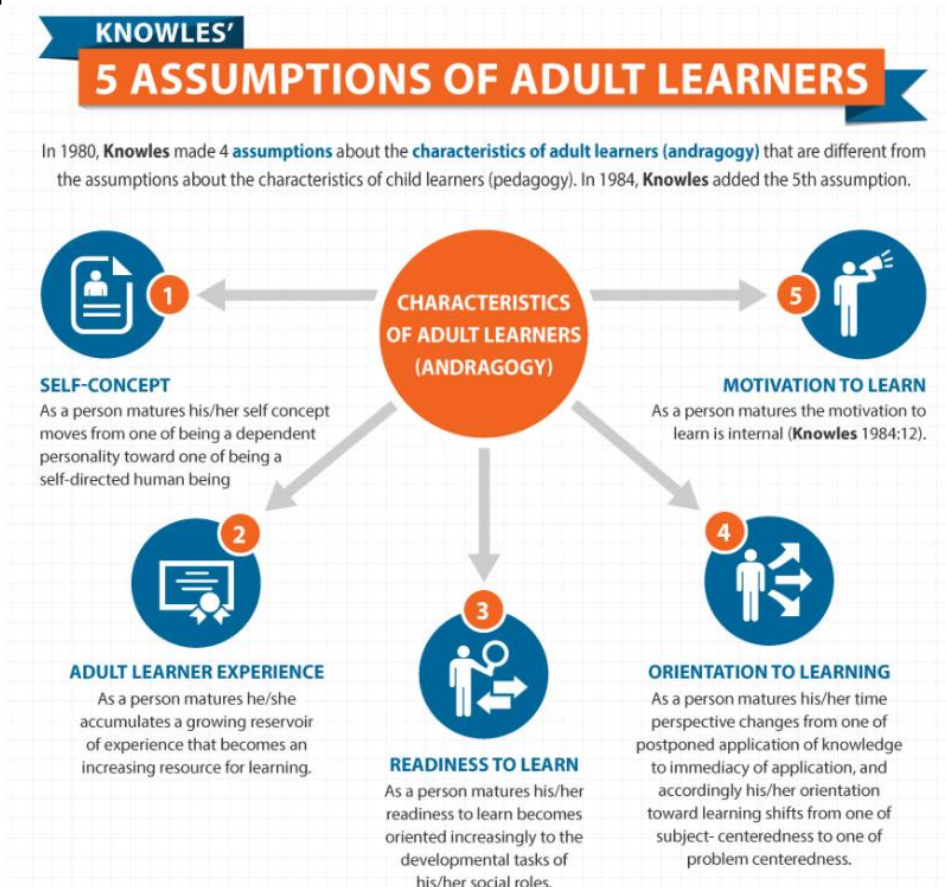 KNOWLES'
5 ASSUMPTIONS OF ADULT LEARNERS
In 1980, Knowles made 4 assumptions about the characteristics of adult learners (andragogy) that are different from
the assumptions about the characteristics of child learners (pedagogy). In 1984, Knowles added the 5th assumption.
CHARACTERISTICS
OF ADULT LEARNERS
(ANDRAGOGY)
1
SELF-CONCEPT
As a person matures his/her self concept
moves from one of being a dependent
personality toward one of being a
self-directed human being
2
ADULT LEARNER EXPERIENCE
As a person matures he/she
accumulates a growing reservoir
of experience that becomes an
increasing resource for learning.
3
READINESS TO LEARN
As a person matures his/her
readiness to learn becomes
oriented increasingly to the
developmental tasks of
his/her social roles.
4
ORIENTATION TO LEARNING
As a person matures his/her time
perspective changes from one of
postponed application of knowledge
to immediacy of application, and
accordingly his/her orientation
toward learning shifts from one of
subject- centeredness to one of
problem centeredness.
5
MOTIVATION TO LEARN
As a person matures the motivation to
learn is internal (Knowles 1984:12).